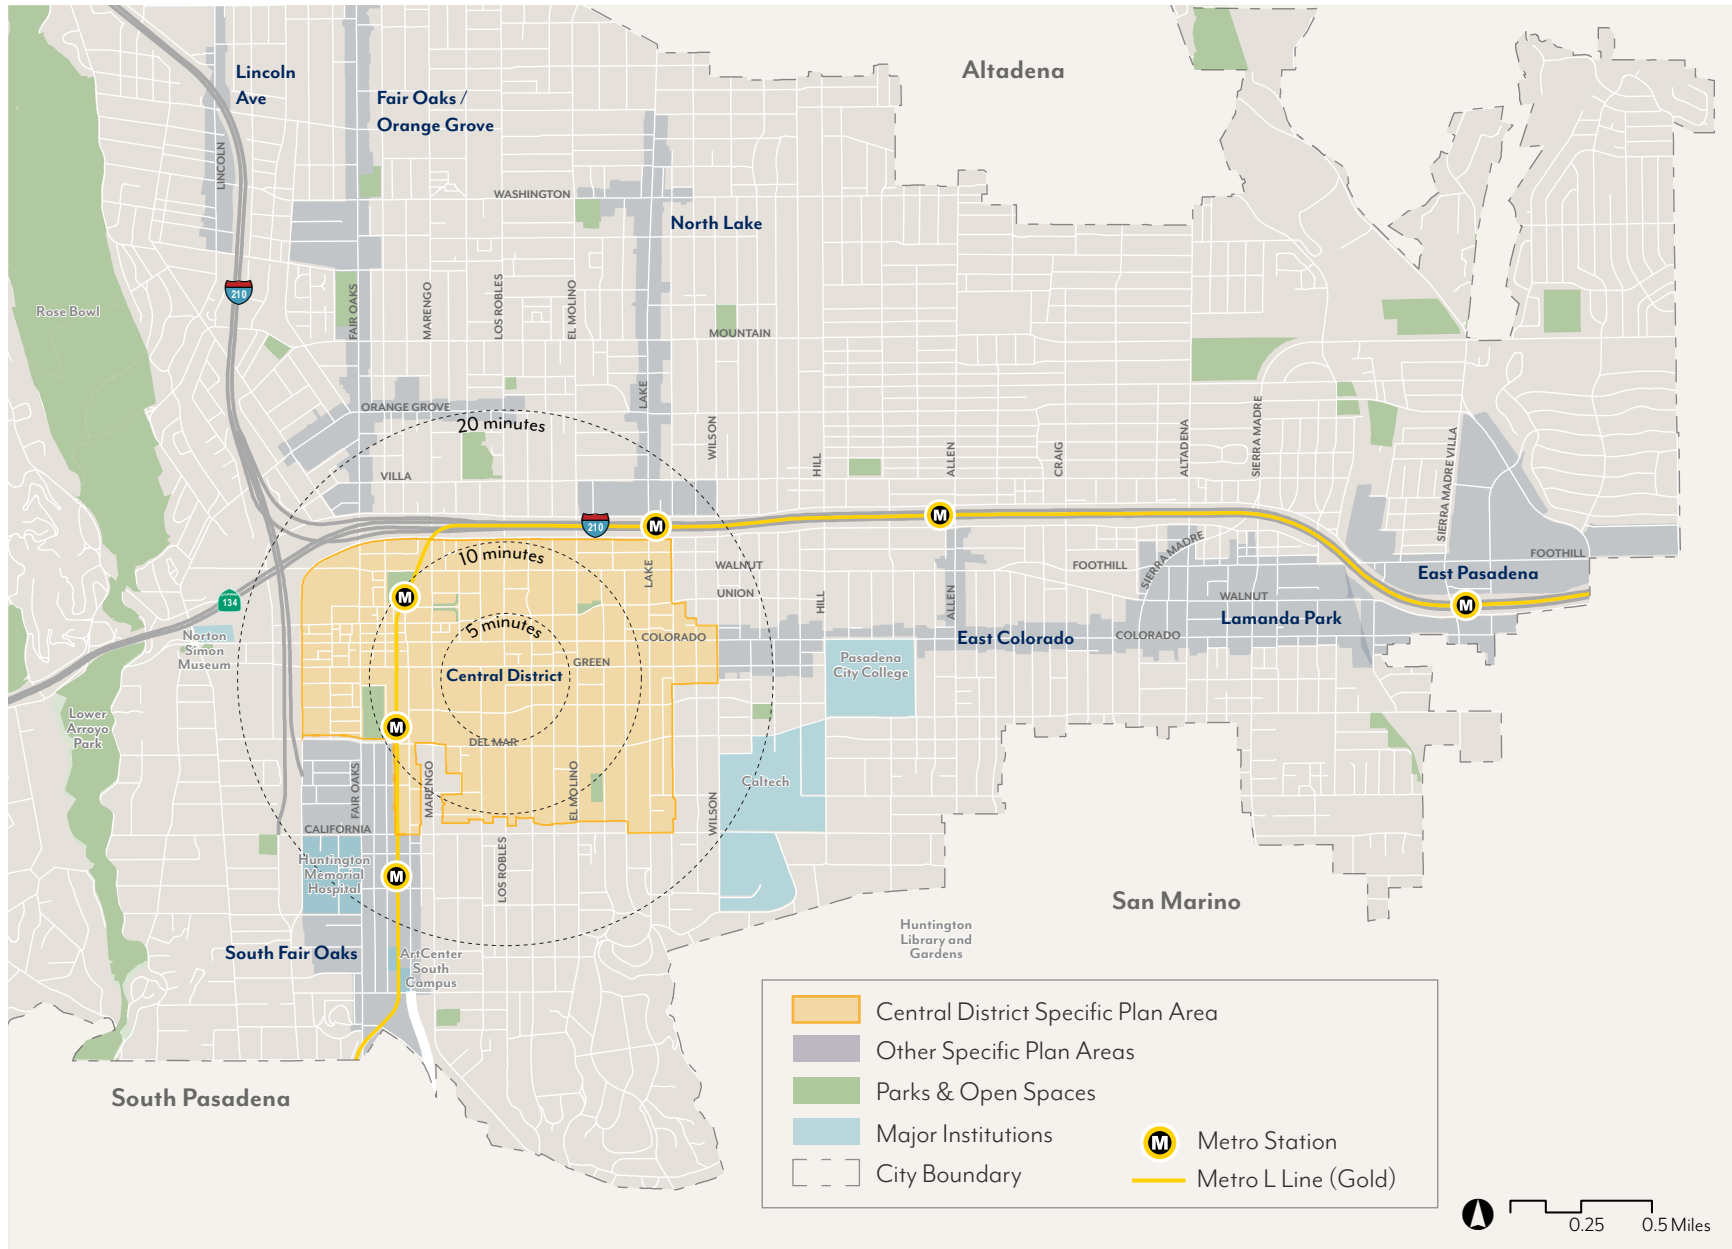 Altadena
Lincoln
Ave
Fair Oaks /
Orange Grove
LINCOLN
WASHINGTON
North Lake
210
Rose Bowl
FAIR OAKS
MARENGO
LOS ROBLES
EL MOLINO
MOUNTAIN
LAKE
ORANGE GROVE
20 minutes
WILSON
HILL
ALLEN
CRAIG
ALTADENA
SIERRA MADRE
SIERRA MADRE VILLA
VILLA
M
M
210
10 minutes
LAKE
WALNUT
FOOTHILL
SIERRA MADRE
FOOTHILL
East Pasadena
M
134
M
UNION
HILL
ALLEN
WALNUT
Lamanda Park
5 minutes
COLORADO
East Colorado
COLORADO
Norton
Simon
Museum
GREEN
Central District
Pasadena
City College
Lower
Arroyo
Park
M
DEL MAR
FAIR OAKS
MARENGO
EL MOLINO
WILSON
Caltech
CALIFORNIA
Huntington
Memorial
Hospital
M
LOS ROBLES
San Marino
Huntington
Library and
Gardens
South Fair Oaks
ArtCenter
South
Campus
South Pasadena
Central District Specific Plan Area
Other Specific Plan Areas
Parks & Open Spaces
Major Institutions
City Boundary
M
Metro Station
Metro L Line (Gold)
0.25
0.5 Miles